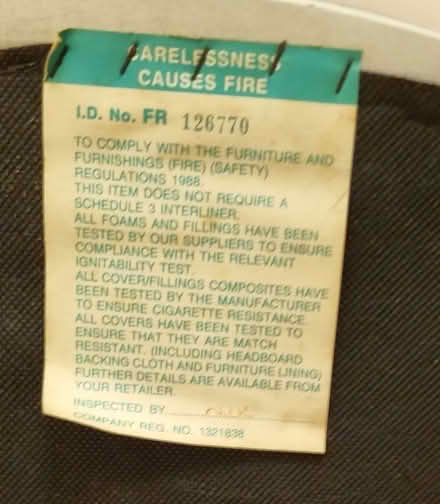 CARELESSNESS
CAUSES FIRE
I.D. No. FR 126770
TO COMPLY WITH THE FURNITURE AND
FURNISHINGS (FIRE) (SAFETY)
REGULATIONS 1988.
THIS ITEM DOES NOT REQUIRE A
SCHEDULE 3 INTERLINER.
ALL FOAMS AND FILLINGS HAVE BEEN
TESTED BY OUR SUPPLIERS TO ENSURE
COMPLIANCE WITH THE RELEVANT
IGNITABILITY TEST.
ALL COVER/FILLINGS COMPOSITES HAVE
BEEN TESTED BY THE MANUFACTURER
TO ENSURE CIGARETTE RESISTANCE.
ALL COVERS HAVE BEEN TESTED TO
ENSURE THAT THEY ARE MATCH
RESISTANT. (INCLUDING HEADBOARD
BACKING CLOTH AND FURNITURE LINING)
FURTHER DETAILS ARE AVAILABLE FROM
YOUR RETAILER.
INSPECTED BY
COMPANY REG. NO. 1321838